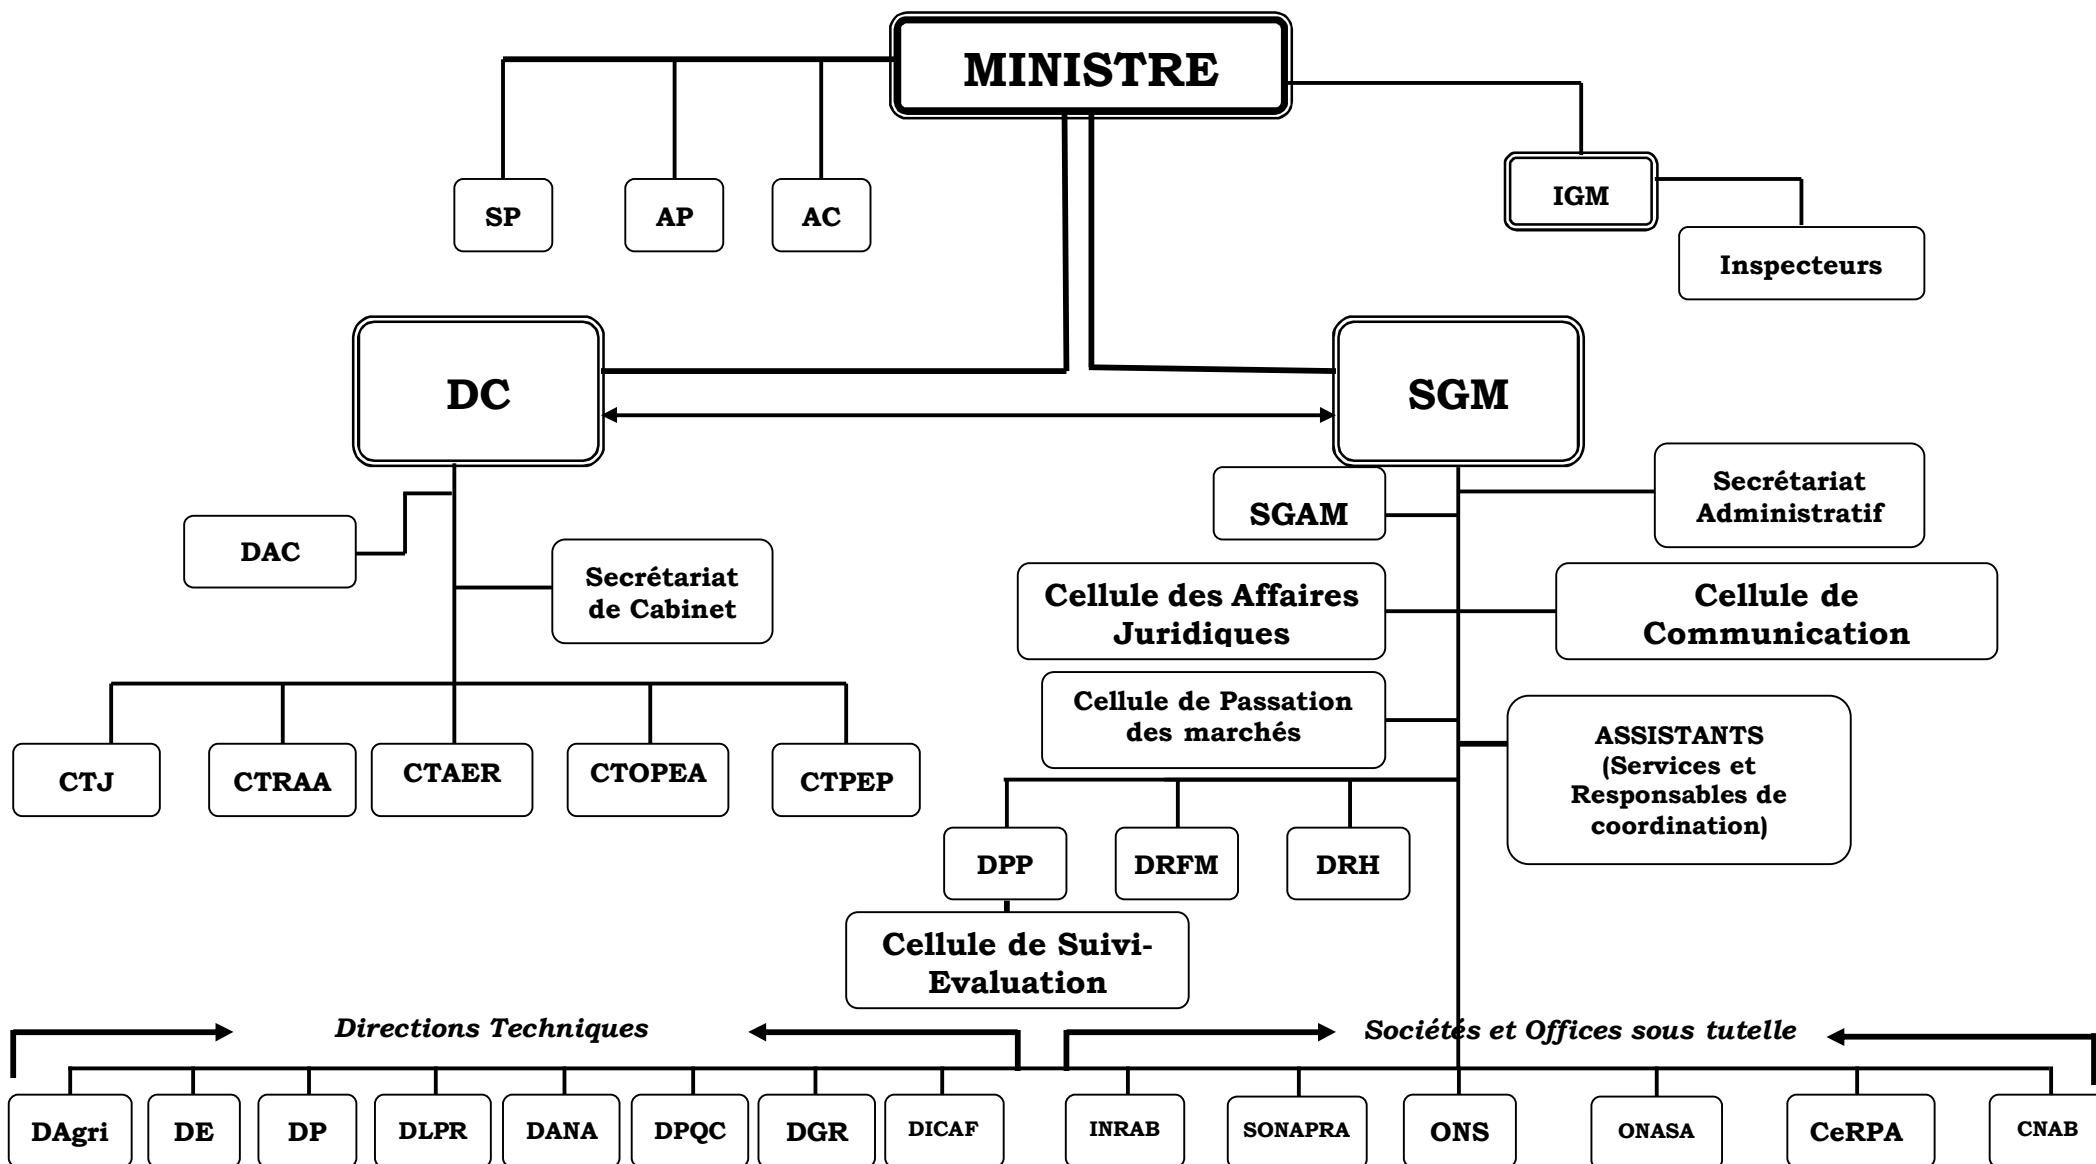 MINISTRE
SP
AP
AC
IGM
Inspecteurs
DC
SGM
SGAM
Secrétariat
Administratif
DAC
Secrétariat
de Cabinet
Cellule des Affaires
Juridiques
Cellule de
Communication
Cellule de Passation
des marchés
ASSISTANTS
(Services et
Responsables de
coordination)
CTJ
CTRAA
CTAER
CTOPEA
CTPEP
DPP
DRFM
DRH
Cellule de Suivi-
Evaluation
Directions Techniques
Sociétés et Offices sous tutelle
DAgri
DE
DP
DLPR
DANA
DPQC
DGR
DICAF
INRAB
SONAPRA
ONS
ONASA
CeRPA
CNAB